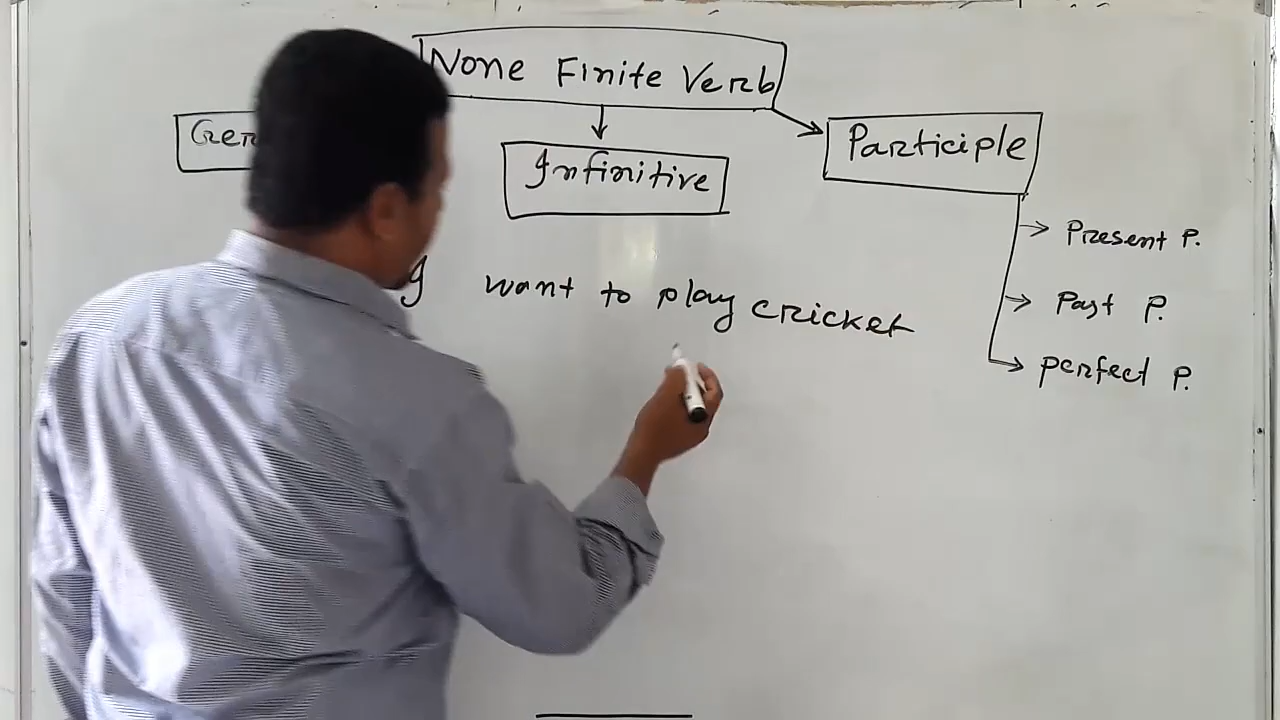 None Finite Verb
Infinitive
Participle
Present P.
Past P.
perfect P.
I want to play cricket